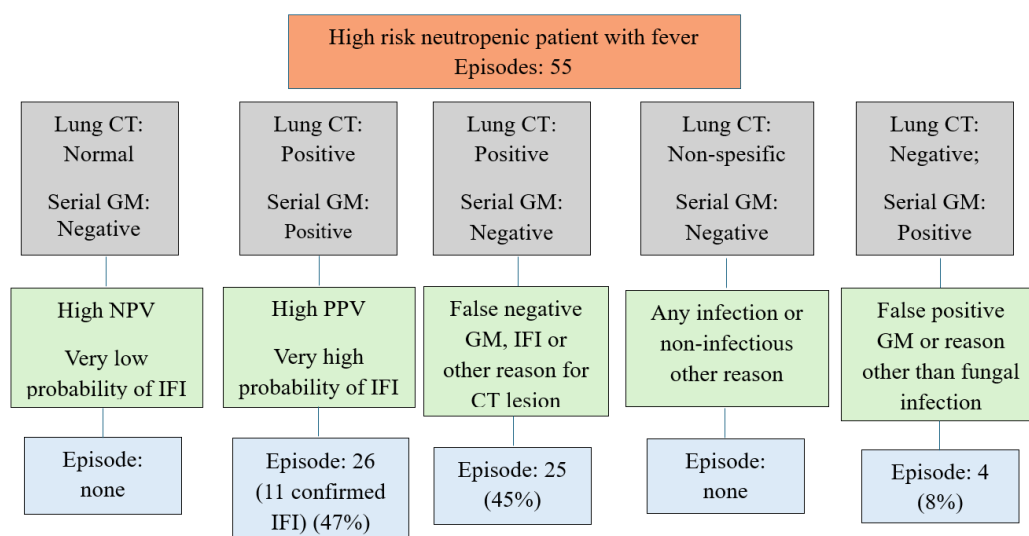 High risk neutropenic patient with fever
Episodes: 55
Lung CT:
Normal
Serial GM:
Negative
Lung CT:
Positive
Serial GM:
Positive
Lung CT:
Positive
Serial GM:
Negative
Lung CT:
Non-spesific
Serial GM:
Negative
Lung CT:
Negative;
Serial GM:
Positive
High NPV
Very low
probability of IFI
High PPV
Very high
probability of IFI
False negative
GM, IFI or
other reason for
CT lesion
Any infection or
non-infectious
other reason
False positive
GM or reason
other than fungal
infection
Episode:
none
Episode: 26
(11 confirmed
IFI) (47%)
Episode: 25
(45%)
Episode:
none
Episode: 4
(8%)